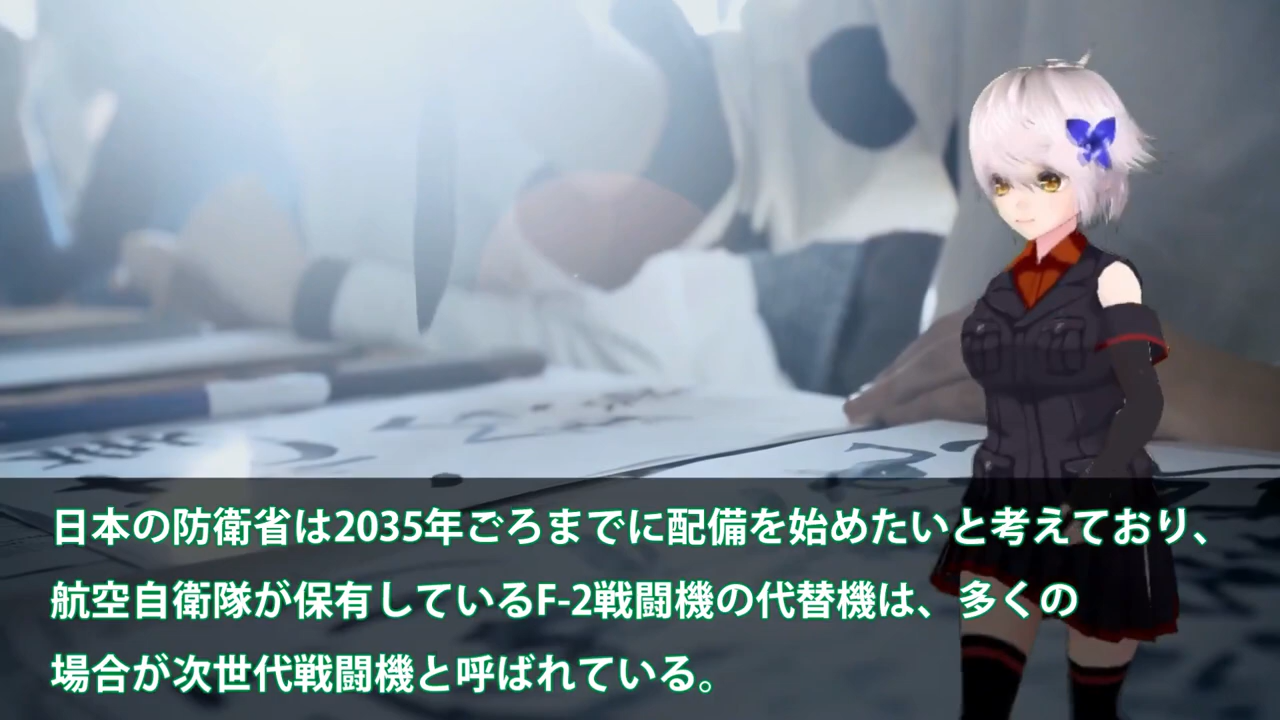 日本の防衛省は2035年ごろまでに配備を始めたいと考えており、
航空自衛隊が保有しているF-2戦闘機の代替機は、多くの
場合が次世代戦闘機と呼ばれている。